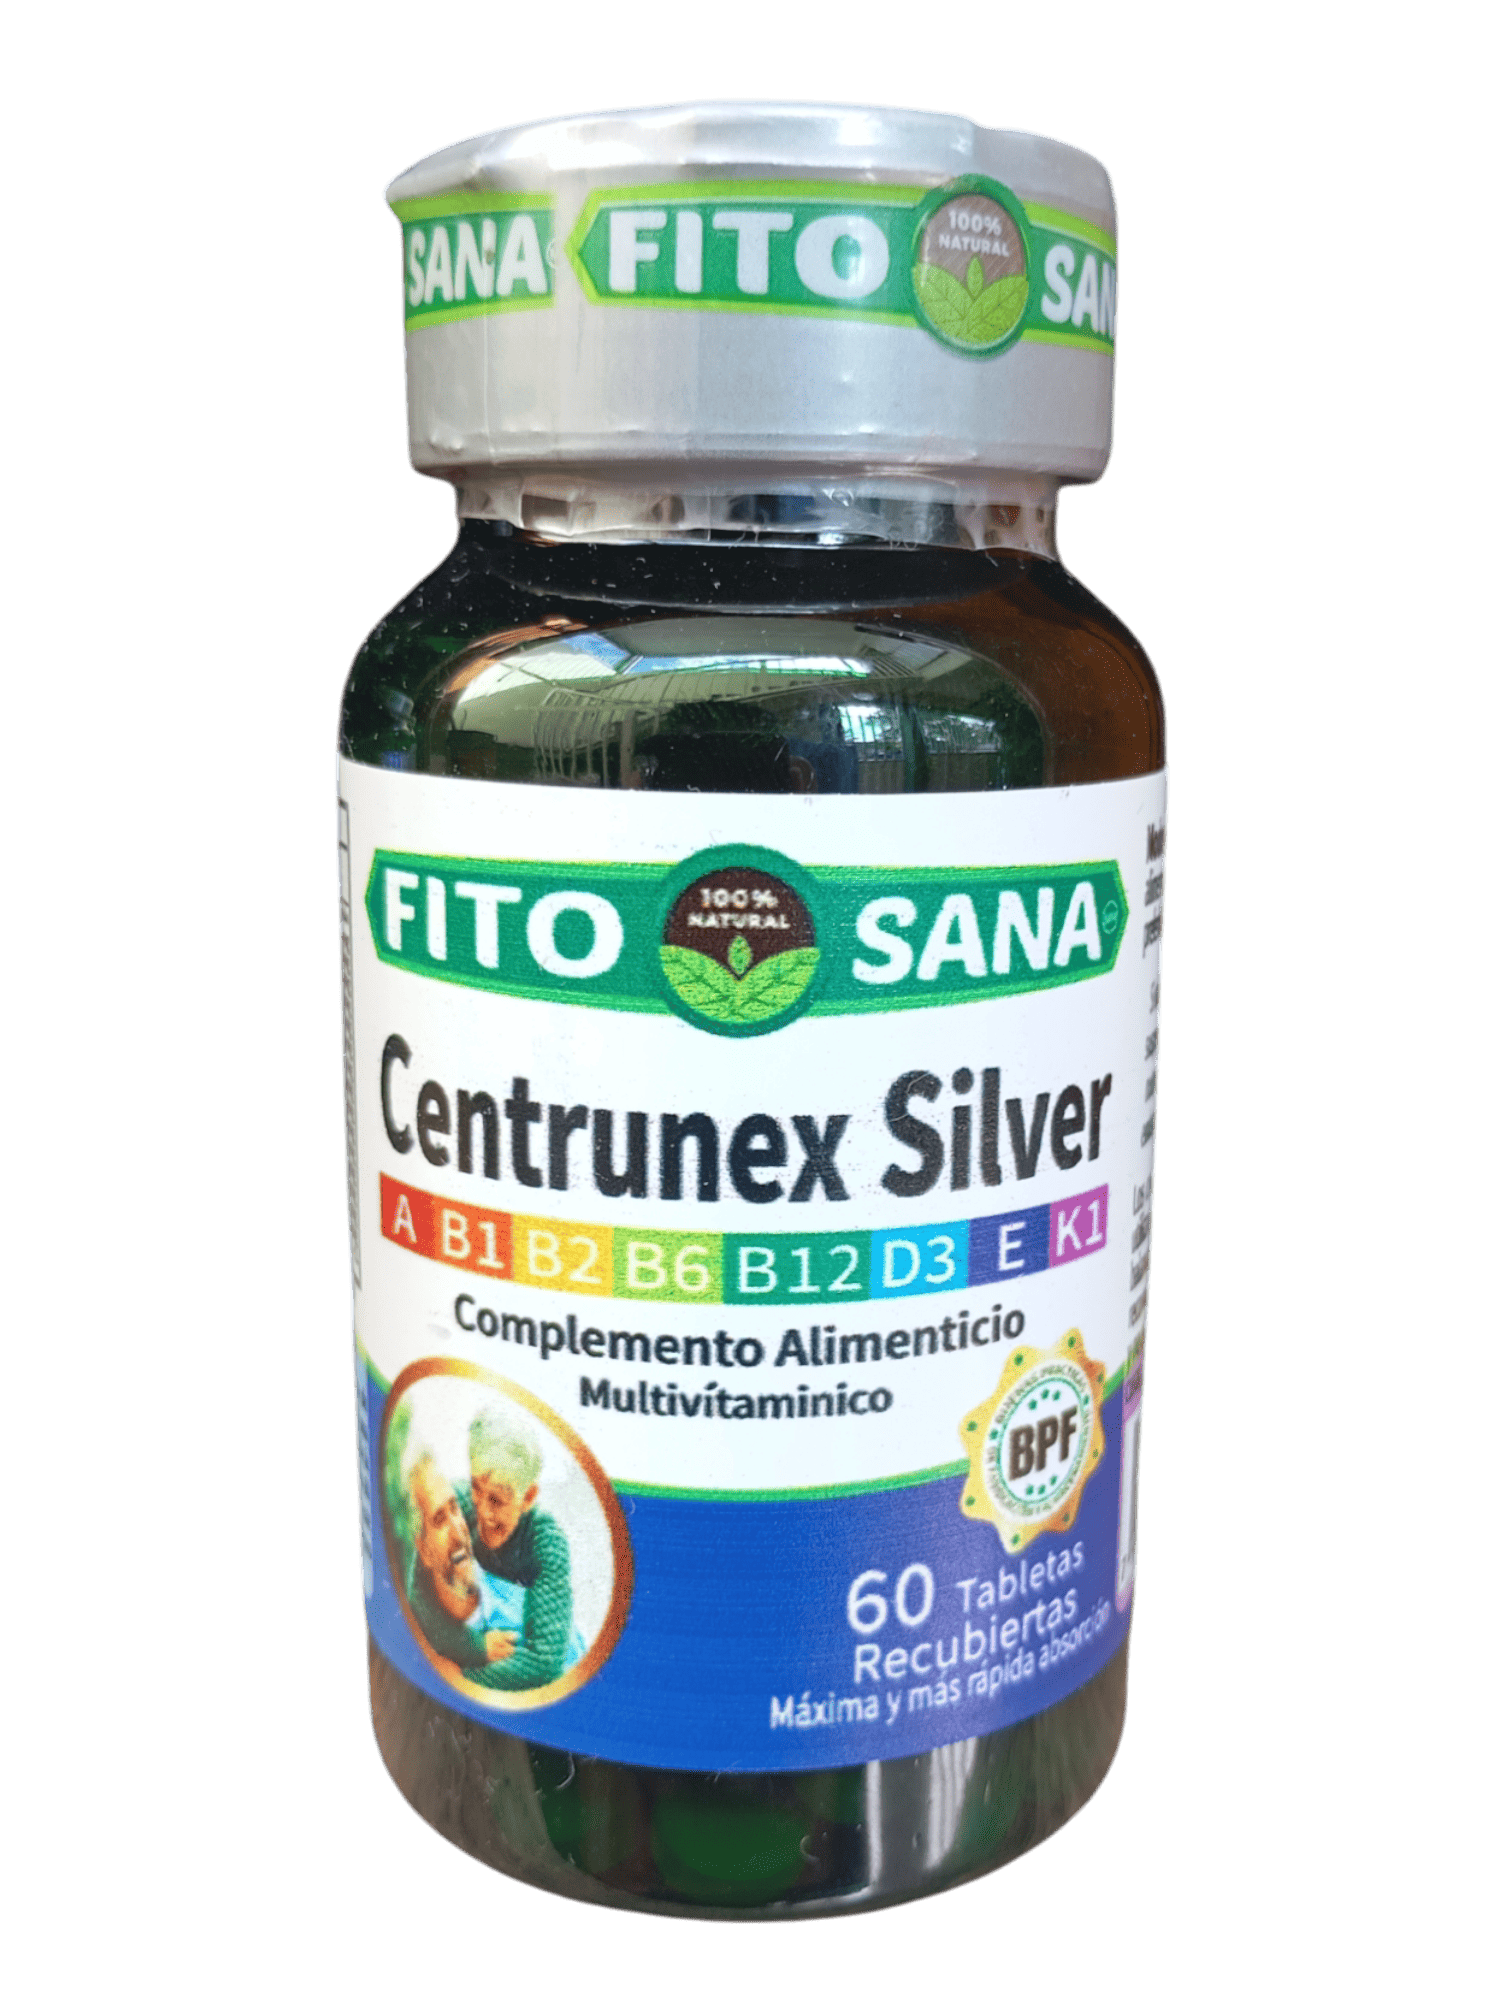 SANA FITO 100% NATURAL SAN
FITO 100% NATURAL SANA
Centrunex Silver
A B1 B2 B6 B12 D3 E K1
Complemento Alimenticio
Multivítaminico
BPF
60 Tabletas
Recubiertas
Máxima y más rápida absorción